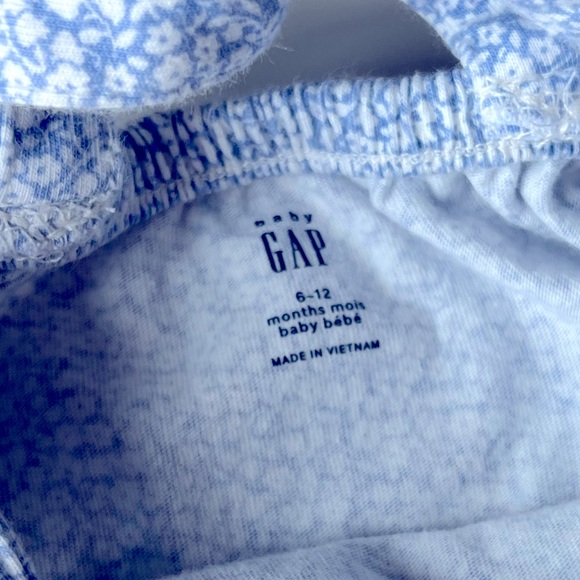 baby
GAP
6-12
months mois
baby bébé
MADE IN VIETNAM